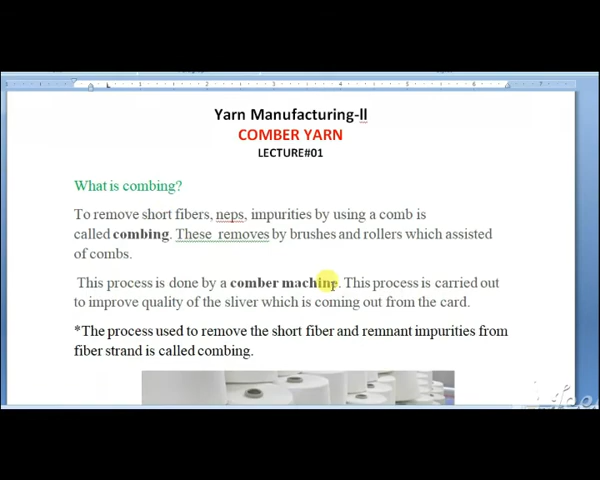 Yarn Manufacturing-ll
COMBER YARN
LECTURE#01
What is combing?
To remove short fibers, neps, impurities by using a comb is
called combing. These removes by brushes and rollers which assisted
of combs.
This process is done by a comber machine. This process is carried out
to improve quality of the sliver which is coming out from the card.
*The process used to remove the short fiber and remnant impurities from
fiber strand is called combing.